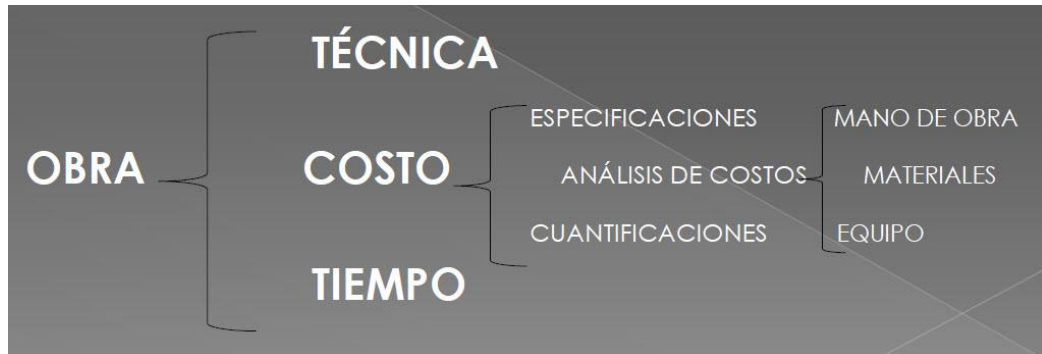 TÉCNICA
ESPECIFICACIONES
MANO DE OBRA
OBRA
COSTO
ANÁLISIS DE COSTOS
MATERIALES
CUANTIFICACIONES
EQUIPO
TIEMPO